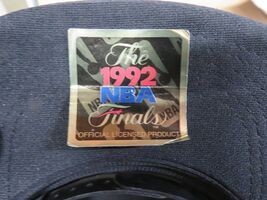 The
1992
NBA
Finals
OFFICIAL LICENSED PRODUCT